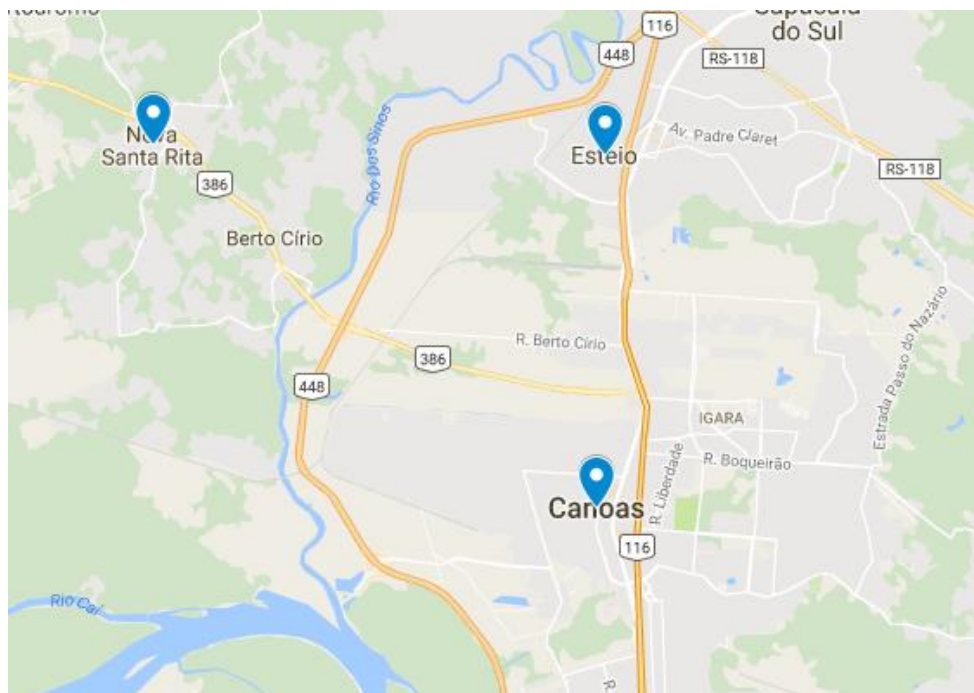 116
do Sul
448
RS-118
Av. Padre Claret
Nova
Santa Rita
Rio Dos Sinos
Esteio
RS-118
386
Berto Círio
R. Berto Círio
386
448
Estrada Passo do Nazário
IGARA
R. Boqueirão
R. Liberdade
Canoas
116
Rio Caí
R.